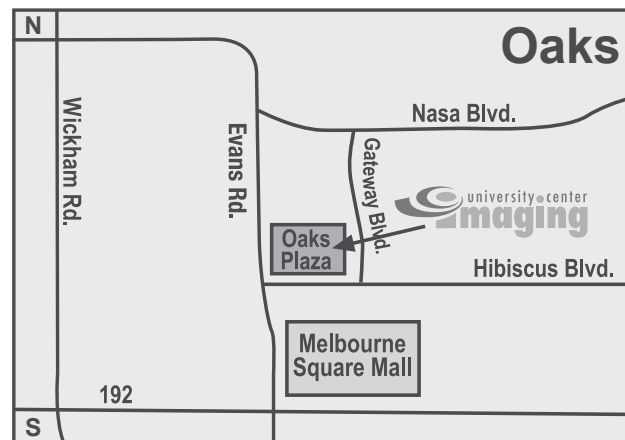 N
Oaks
Nasa Blvd.
Wickham Rd.
Evans Rd.
Gateway Blvd.
university center
imaging
Oaks
Plaza
Hibiscus Blvd.
Melbourne
Square Mall
192
S